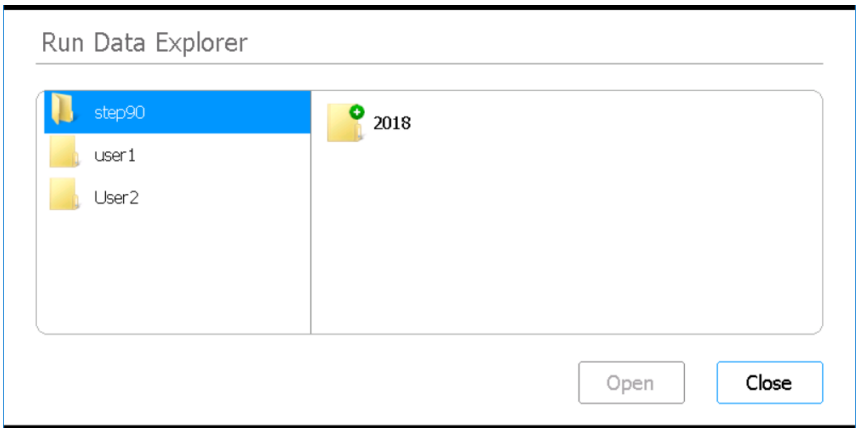 Run Data Explorer
step90
user1
User2
2018
Open
Close